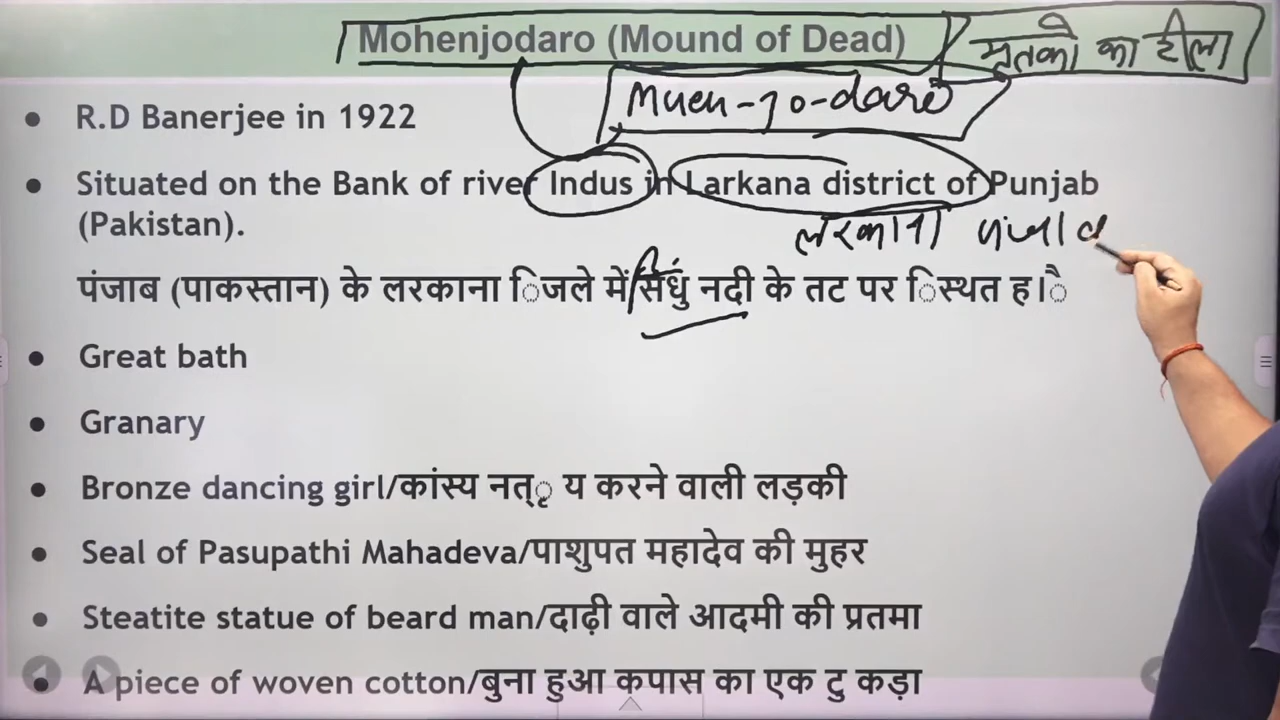 Mohenjodaro (Mound of Dead) मृतको का टीला
Muen-Jo-daro
R.D Banerjee in 1922
Situated on the Bank of river Indus in Larkana district of Punjab
(Pakistan).
लरकाना पंजाब
पंजाब (पाकस्तान) के लरकाना िजले में संधुि नदी के तट पर िस्थत ह।ै
Great bath
Granary
Bronze dancing girl/कांस्य नत्ृ य करने वाली लड़की
Seal of Pasupathi Mahadeva/पाशुपत महादेव की मुहर
Steatite statue of beard man/दाढ़ी वाले आदमी की प्रतमा
A piece of woven cotton/बुना हुआ कपास का एक टु कड़ा